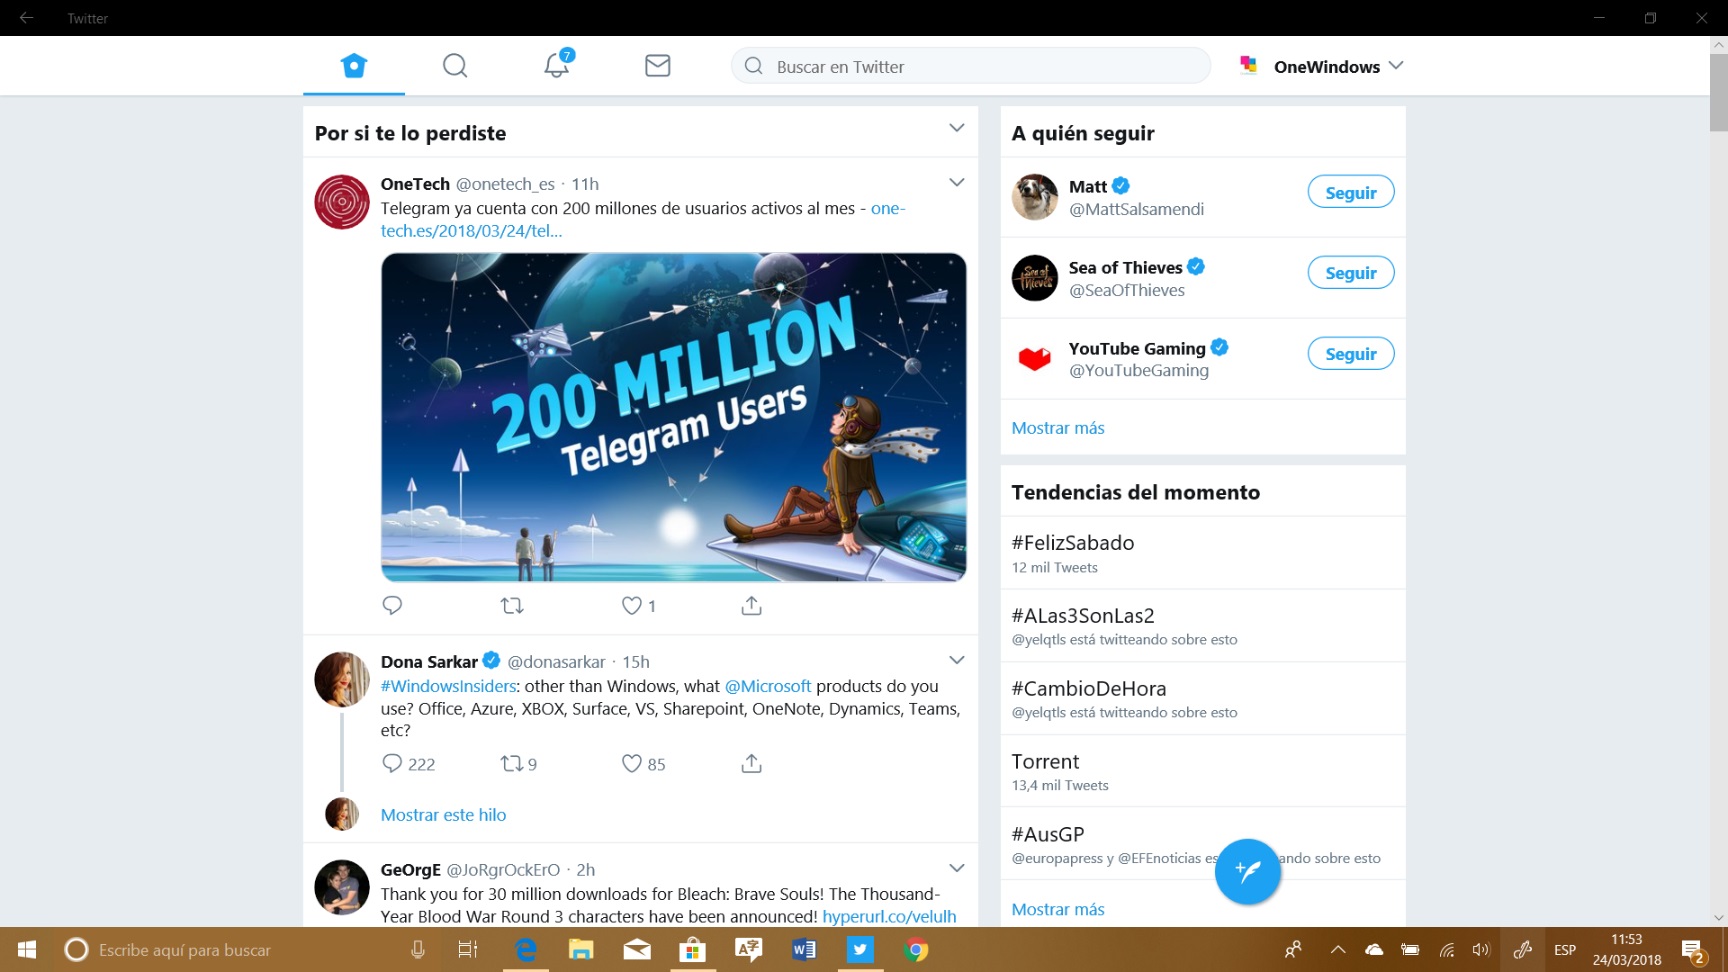 Twitter
7
Buscar en Twitter
OneWindows
Por si te lo perdiste
OneTech @onetech_es · 11h
Telegram ya cuenta con 200 millones de usuarios activos al mes - one-
tech.es/2018/03/24/tel...
200 MILLION
Telegram Users
1
Dona Sarkar @donasarkar · 15h
#WindowsInsiders: other than Windows, what @Microsoft products do you
use? Office, Azure, XBOX, Surface, VS, Sharepoint, OneNote, Dynamics, Teams,
etc?
222 9 85
Mostrar este hilo
GeOrgE @JoRgrOckErO · 2h
Thank you for 30 million downloads for Bleach: Brave Souls! The Thousand-
Year Blood War Round 3 characters have been announced! hyperurl.co/velulh
A quién seguir
Matt
@MattSalsamendi
Seguir
Sea of Thieves
Sea of Thieves
@SeaOfThieves
Seguir
YouTube Gaming
@YouTubeGaming
Seguir
Mostrar más
Tendencias del momento
#FelizSabado
12 mil Tweets
#ALas3SonLas2
@yelqtls está twitteando sobre esto
#CambioDeHora
@yelqtls está twitteando sobre esto
Torrent
13,4 mil Tweets
#AusGP
@europapress y @EFEnoticias es ando sobre esto
Mostrar más
Escribe aquí para buscar
ESP
11:53
24/03/2018
2